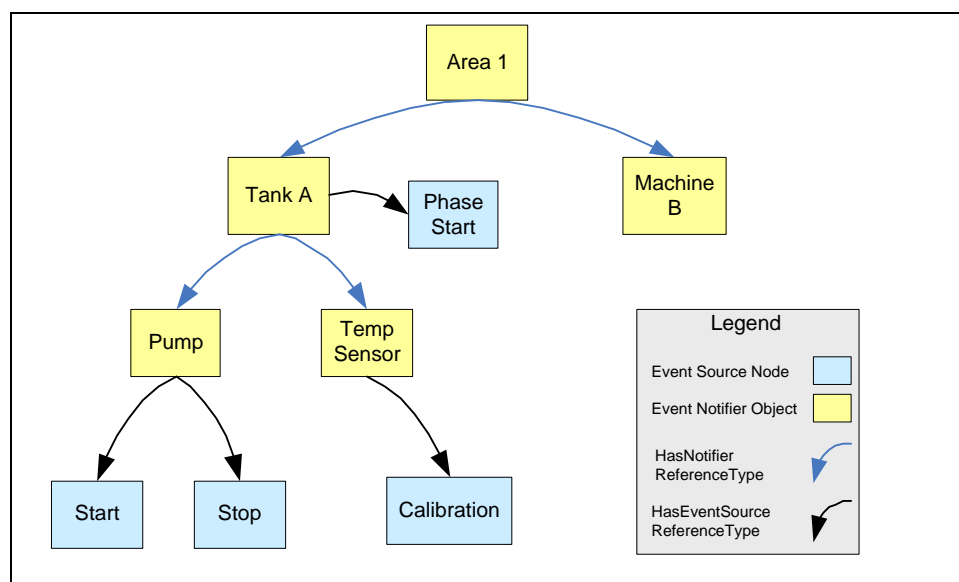 Area 1
Tank A
Phase
Start
Machine
B
Pump
Temp
Sensor
Start
Stop
Calibration
Legend
Event Source Node
Event Notifier Object
HasNotifier
ReferenceType
HasEventSource
ReferenceType